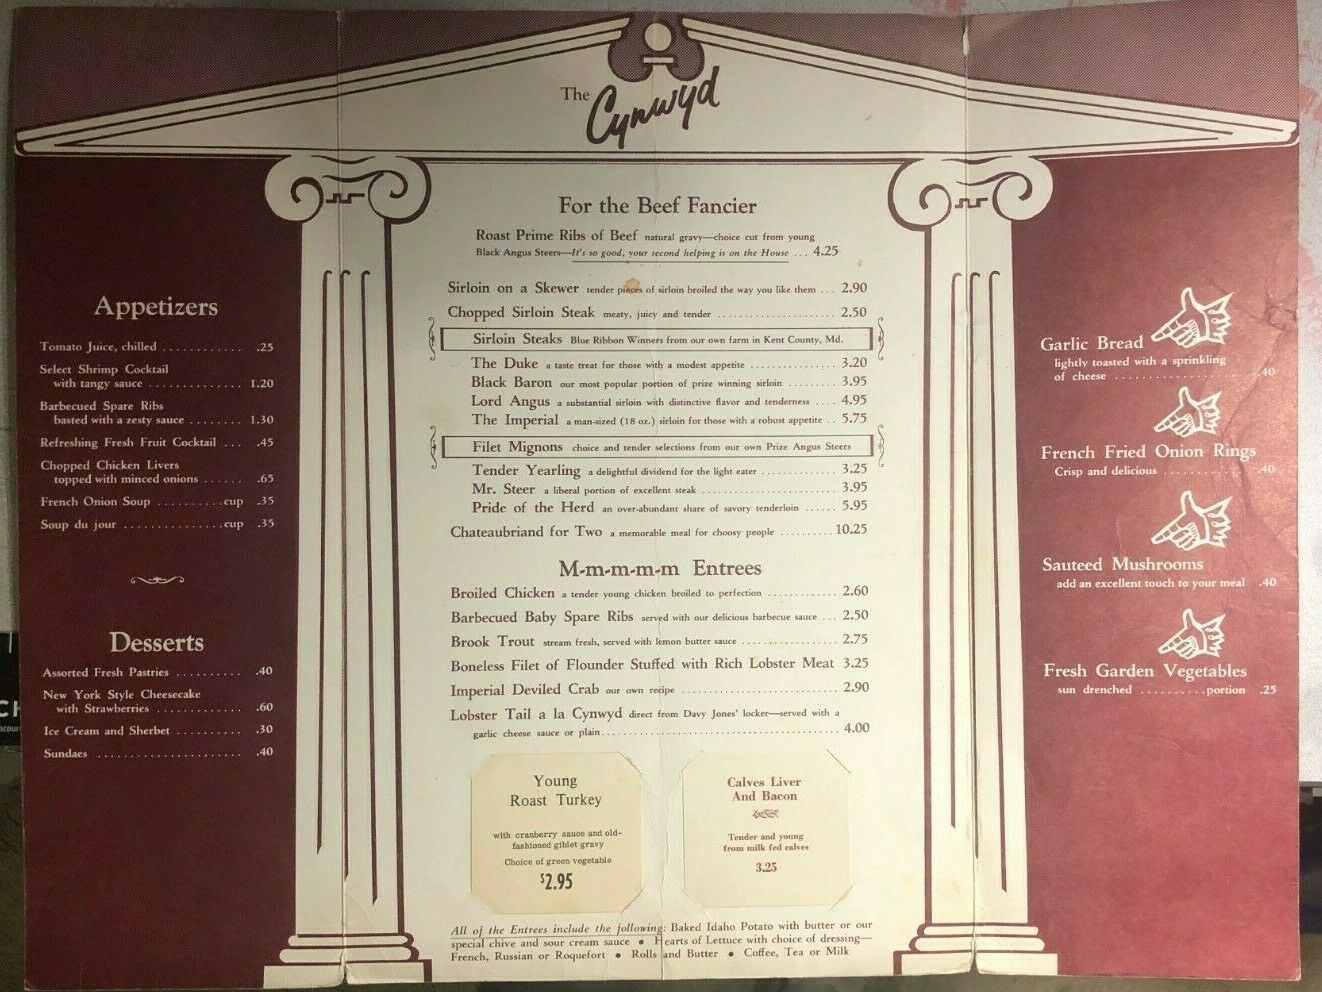 The Cynwyd
Appetizers
Tomato Juice, chilled ............ .25
Select Shrimp Cocktail
with tangy sauce .............. 1.20
Barbecued Spare Ribs
basted with a zesty sauce ........ 1.30
Refreshing Fresh Fruit Cocktail ... .45
Chopped Chicken Livers
topped with minced onions ...... .65
French Onion Soup ..........cup .35
Soup du jour ...............cup .35
Desserts
Assorted Fresh Pastries .......... .40
New York Style Cheesecake
with Strawberries ............. .60
Ice Cream and Sherbet .......... .30
Sundaes ...................... .40
For the Beef Fancier
Roast Prime Ribs of Beef natural gravy—choice cut from young
Black Angus Steers—It's so good, your second helping is on the House ... 4.25
Sirloin on a Skewer tender pieces of sirloin broiled the way you like them ... 2.90
Chopped Sirloin Steak meaty, juicy and tender ..................... 2.50
Sirloin Steaks Blue Ribbon Winners from our own farm in Kent County, Md.
The Duke a taste treat for those with a modest appetite ............... 3.20
Black Baron our most popular portion of prize winning sirloin ......... 3.95
Lord Angus a substantial sirloin with distinctive flavor and tenderness .... 4.95
The Imperial a man-sized (18 oz.) sirloin for those with a robust appetite .. 5.75
Filet Mignons choice and tender selections from our own Prize Angus Steers
Tender Yearling a delightful dividend for the light eater ............. 3.25
Mr. Steer a liberal portion of excellent steak ....................... 3.95
Pride of the Herd an over-abundant share of savory tenderloin ...... 5.95
Chateaubriand for Two a memorable meal for choosy people .......... 10.25
M-m-m-m-m Entrees
Broiled Chicken a tender young chicken broiled to perfection ............ 2.60
Barbecued Baby Spare Ribs served with our delicious barbecue sauce ... 2.50
Brook Trout stream fresh, served with lemon butter sauce .............. 2.75
Boneless Filet of Flounder Stuffed with Rich Lobster Meat 3.25
Imperial Deviled Crab our own recipe ........................... 2.90
Lobster Tail a la Cynwyd direct from Davy Jones' locker—served with a
garlic cheese sauce or plain................................ 4.00
Young
Roast Turkey
with cranberry sauce and old-
fashioned giblet gravy
Choice of green vegetable
$2.95
Calves Liver
And Bacon
Tender and young
from milk fed calves
3.25
All of the Entrees include the following: Baked Idaho Potato with butter or our
special chive and sour cream sauce • Hearts of Lettuce with choice of dressing—
French, Russian or Roquefort • Rolls and Butter • Coffee, Tea or Milk
Garlic Bread
lightly toasted with a sprinkling
of cheese ..................... .40
French Fried Onion Rings
Crisp and delicious .............. .40
Sauteed Mushrooms
add an excellent touch to your meal .40
Fresh Garden Vegetables
sun drenched ..........portion .25